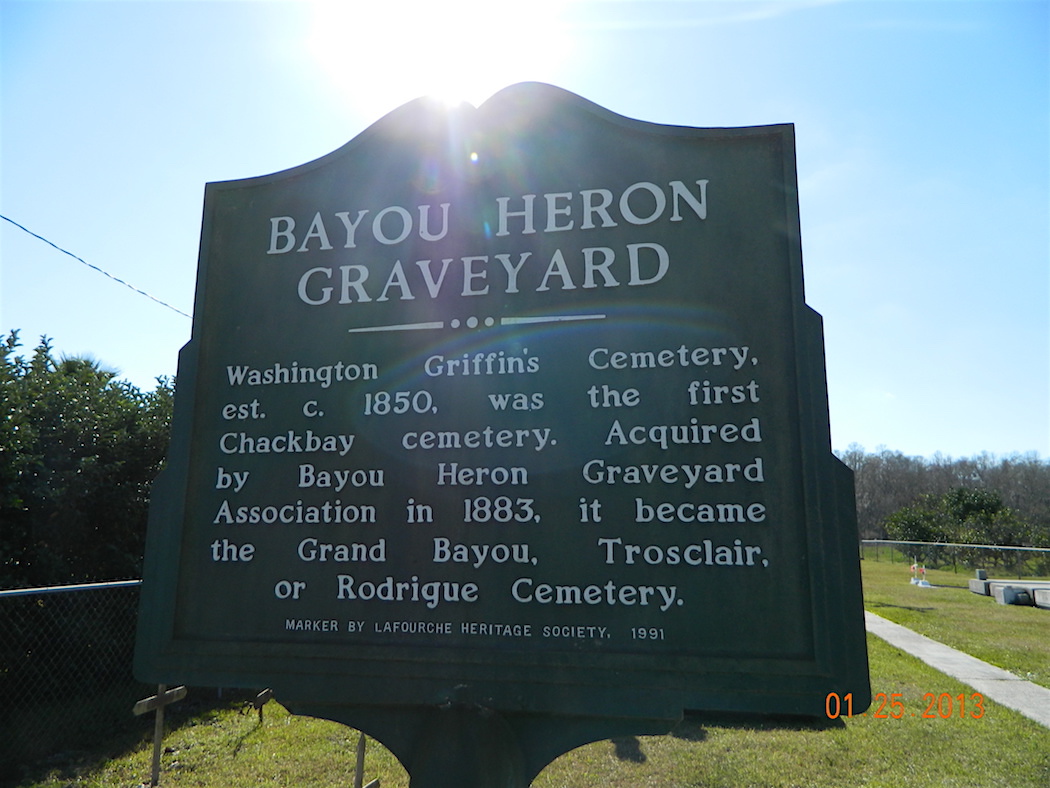 BAYOU HERON
GRAVEYARD
Washington Griffin's Cemetery,
est. c. 1850, was the first
Chackbay cemetery. Acquired
by Bayou Heron Graveyard
Association in 1883, it became
the Grand Bayou, Trosclair,
or Rodrigue Cemetery.
MARKER BY LAFOURCHE HERITAGE SOCIETY, 1991
01 25 2013